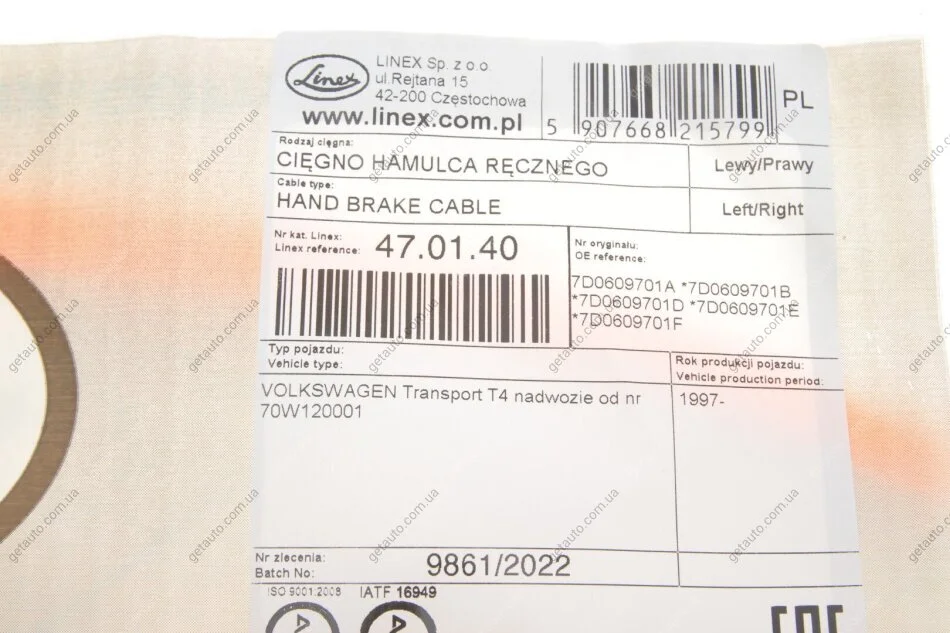 Linex
LINEX Sp. z o.o.
ul.Rejtana 15
42-200 Częstochowa
www.linex.com.pl
5 907668 215799
PL
Rodzaj cięgna:
CIĘGNO HAMULCA RĘCZNEGO
Lewy/Prawy
Cable type:
HAND BRAKE CABLE
Left/Right
Nr kat. Linex:
Linex reference:
47.01.40
Nr oryginału:
OE reference:
7D0609701A *7D0609701B
*7D0609701D *7D0609701E
*7D0609701F
Typ pojazdu:
Vehicle type:
Rok produkcji pojazdu:
Vehicle production period:
VOLKSWAGEN Transport T4 nadwozie od nr
70W120001
1997-
Nr zlecenia:
Batch No:
9861/2022
ISO 9001:2008
IATF 16949
getauto.com.ua